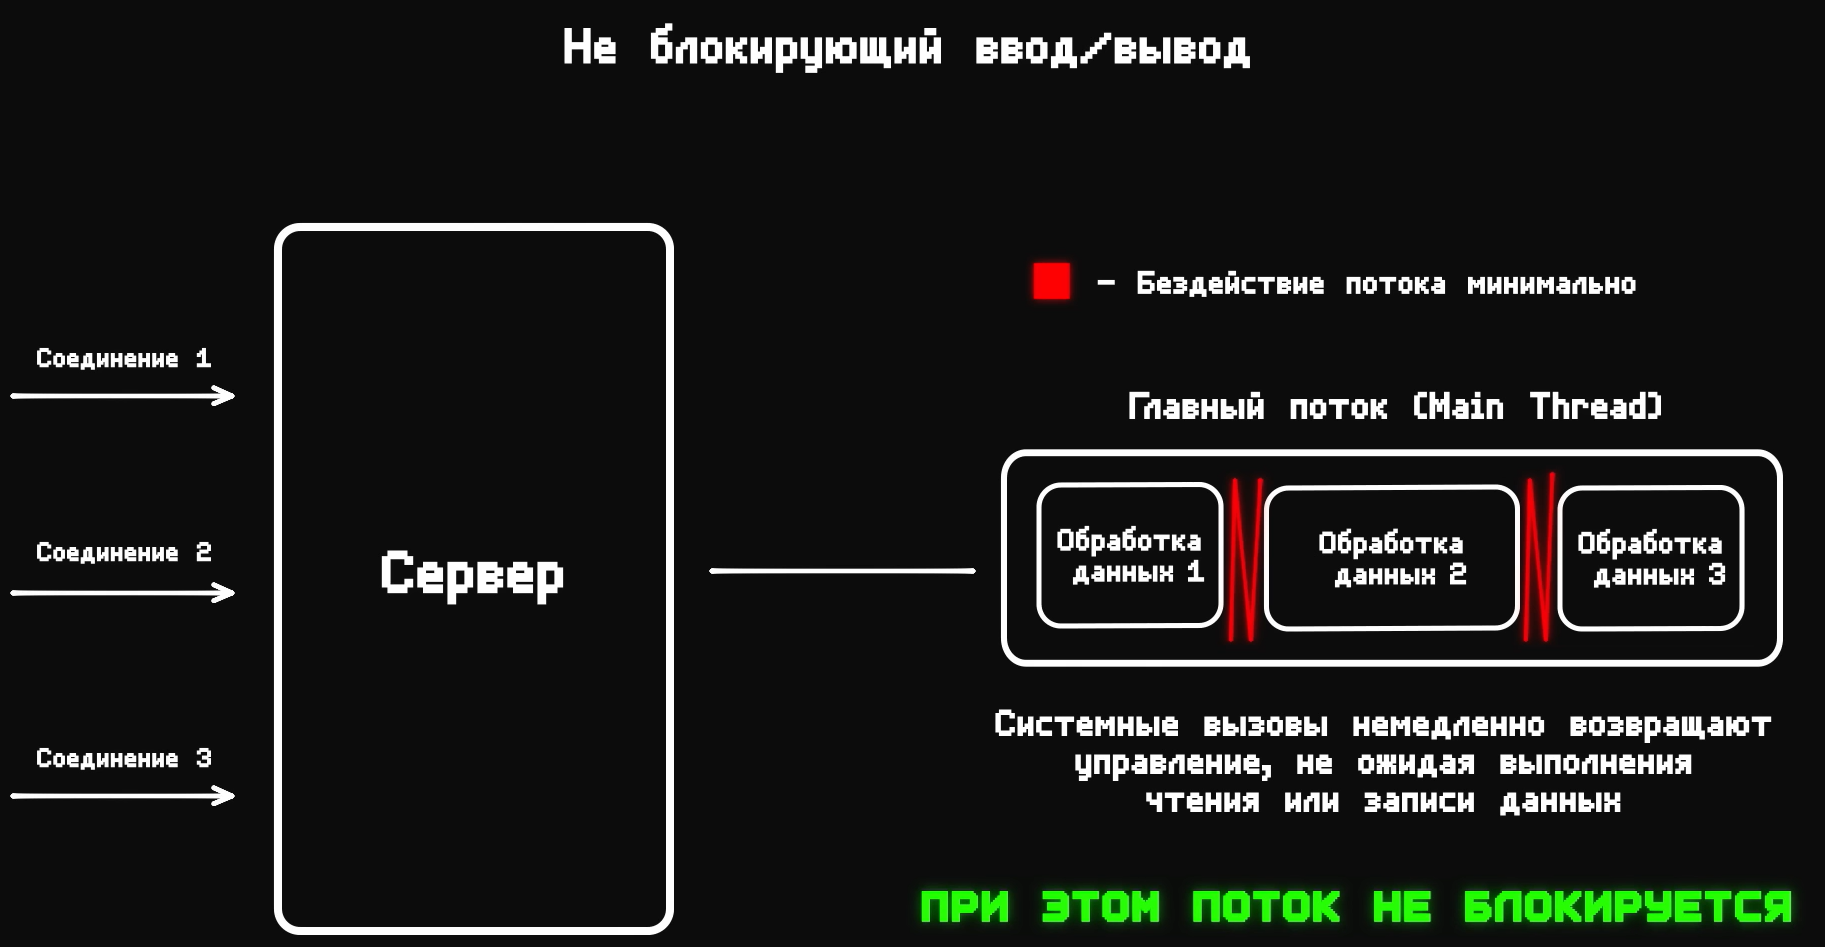 Не блокирующий ввод/вывод
- Бездействие потока минимально
Соединение 1
Главный поток (Main Thread)
Обработка
данных 1
Обработка
данных 2
Обработка
данных 3
Соединение 2
Сервер
Системные вызовы немедленно возвращают
управление, не ожидая выполнения
чтения или записи данных
Соединение 3
ПРИ ЭТОМ ПОТОК НЕ БЛОКИРУЕТСЯ